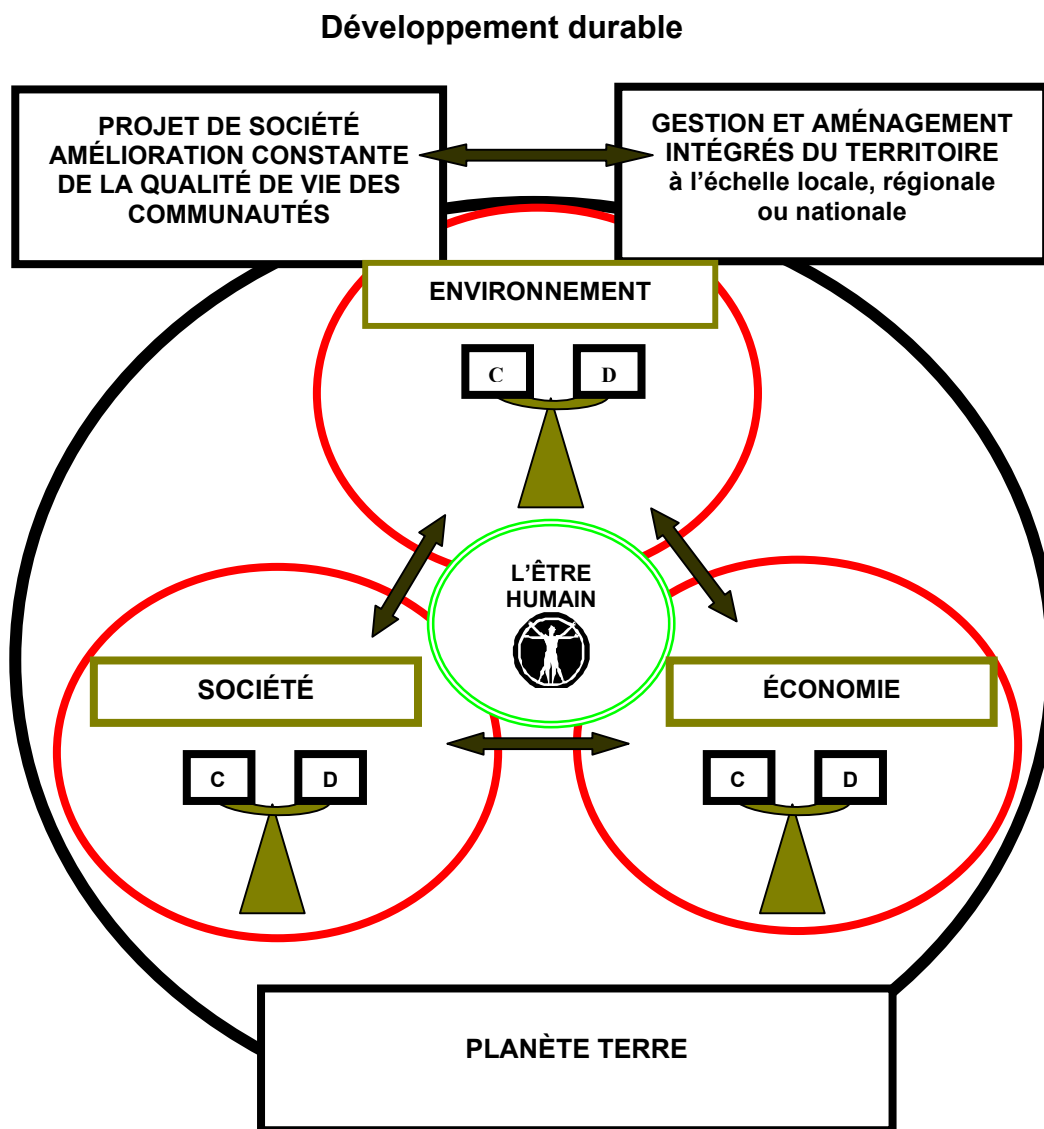 Développement durable
PROJET DE SOCIÉTÉ
AMÉLIORATION CONSTANTE
DE LA QUALITÉ DE VIE DES
COMMUNAUTÉS
GESTION ET AMÉNAGEMENT
INTÉGRÉS DU TERRITOIRE
à l’échelle locale, régionale
ou nationale
ENVIRONNEMENT
C D
L’ÊTRE
HUMAIN
SOCIÉTÉ
ÉCONOMIE
C D
C D
PLANÈTE TERRE